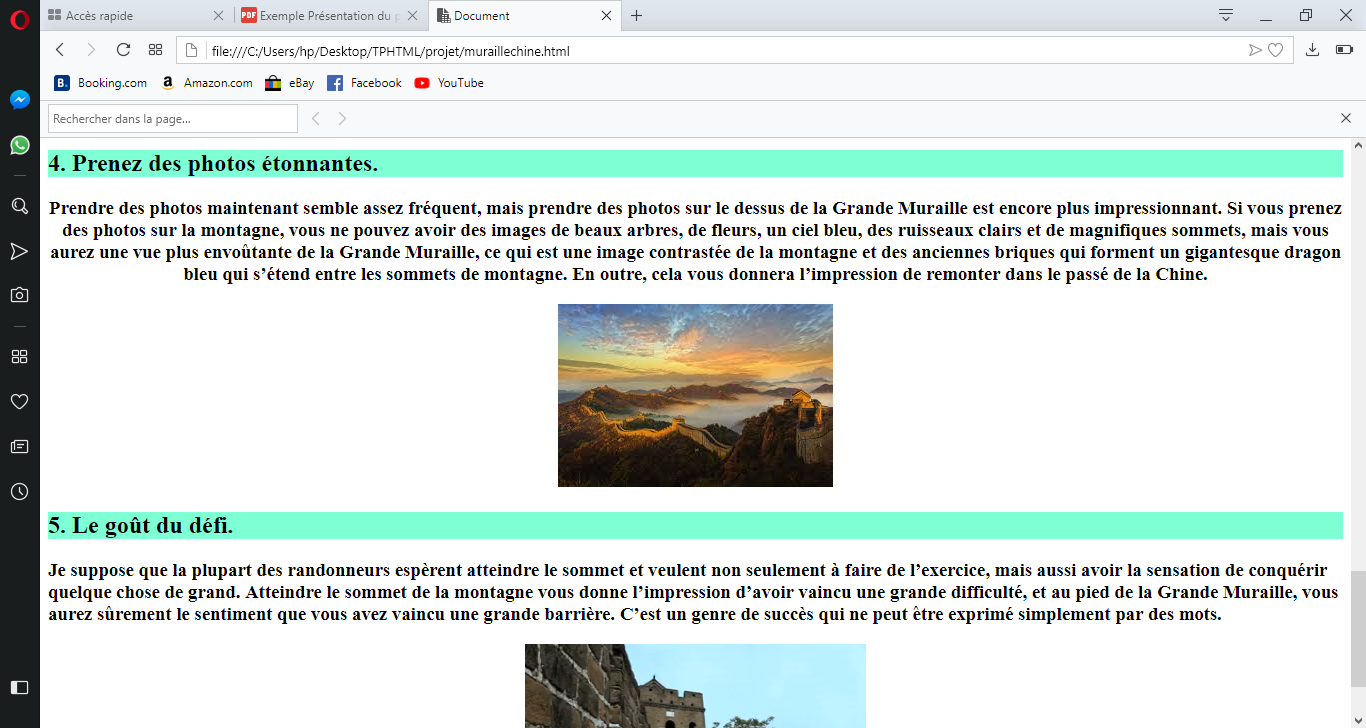 Accès rapide
PDF Exemple Présentation du p
Document
file:///C:/Users/hp/Desktop/TPHTML/projet/muraillechine.html
B. Booking.com
a Amazon.com
eBay
Facebook
YouTube
Rechercher dans la page...
4. Prenez des photos étonnantes.
Prendre des photos maintenant semble assez fréquent, mais prendre des photos sur le dessus de la Grande Muraille est encore plus impressionnant. Si vous prenez
des photos sur la montagne, vous ne pouvez avoir des images de beaux arbres, de fleurs, un ciel bleu, des ruisseaux clairs et de magnifiques sommets, mais vous
aurez une vue plus envoûtante de la Grande Muraille, ce qui est une image contrastée de la montagne et des anciennes briques qui forment un gigantesque dragon
bleu qui s’étend entre les sommets de montagne. En outre, cela vous donnera l’impression de remonter dans le passé de la Chine.
5. Le goût du défi.
Je suppose que la plupart des randonneurs espèrent atteindre le sommet et veulent non seulement à faire de l’exercice, mais aussi avoir la sensation de conquérir
quelque chose de grand. Atteindre le sommet de la montagne vous donne l’impression d’avoir vaincu une grande difficulté, et au pied de la Grande Muraille, vous
aurez sûrement le sentiment que vous avez vaincu une grande barrière. C’est un genre de succès qui ne peut être exprimé simplement par des mots.